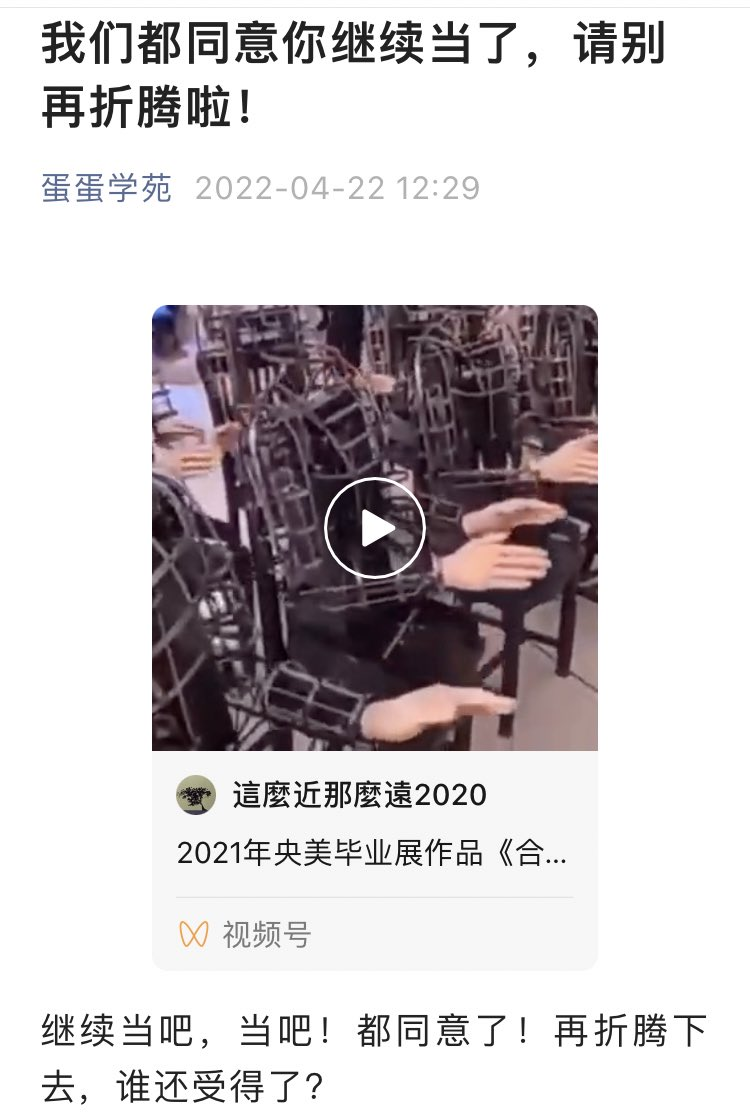 我们都同意你继续当了，请别
再折腾啦！
蛋蛋学苑 2022-04-22 12:29
這麼近那麼遠2020
2021年央美毕业展作品《合...
视频号
继续当吧，当吧！都同意了！再折腾下
去，谁还受得了？